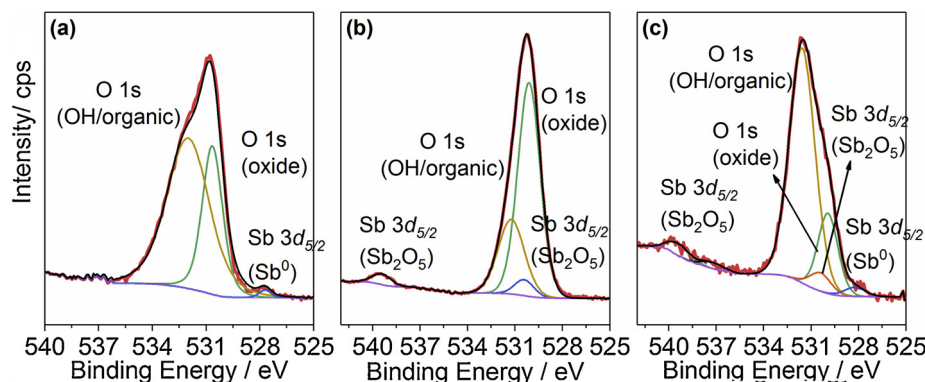 Intensity/ cps
(a)
O 1s
(OH/organic)
O 1s
(oxide)
Sb 3d5/2
(Sb0)
540 537 534 531 528 525
Binding Energy / eV
(b)
O 1s
(oxide)
O 1s
(OH/organic)
Sb 3d5/2
(Sb2O5)
Sb 3d5/2
(Sb2O5)
540 537 534 531 528 525
Binding Energy / eV
(c)
O 1s
(OH/organic)
O 1s
(oxide)
Sb 3d5/2
(Sb2O5)
Sb 3d5/2
(Sb2O5)
Sb 3d5/2
(Sb0)
540 537 534 531 528 525
Binding Energy / eV